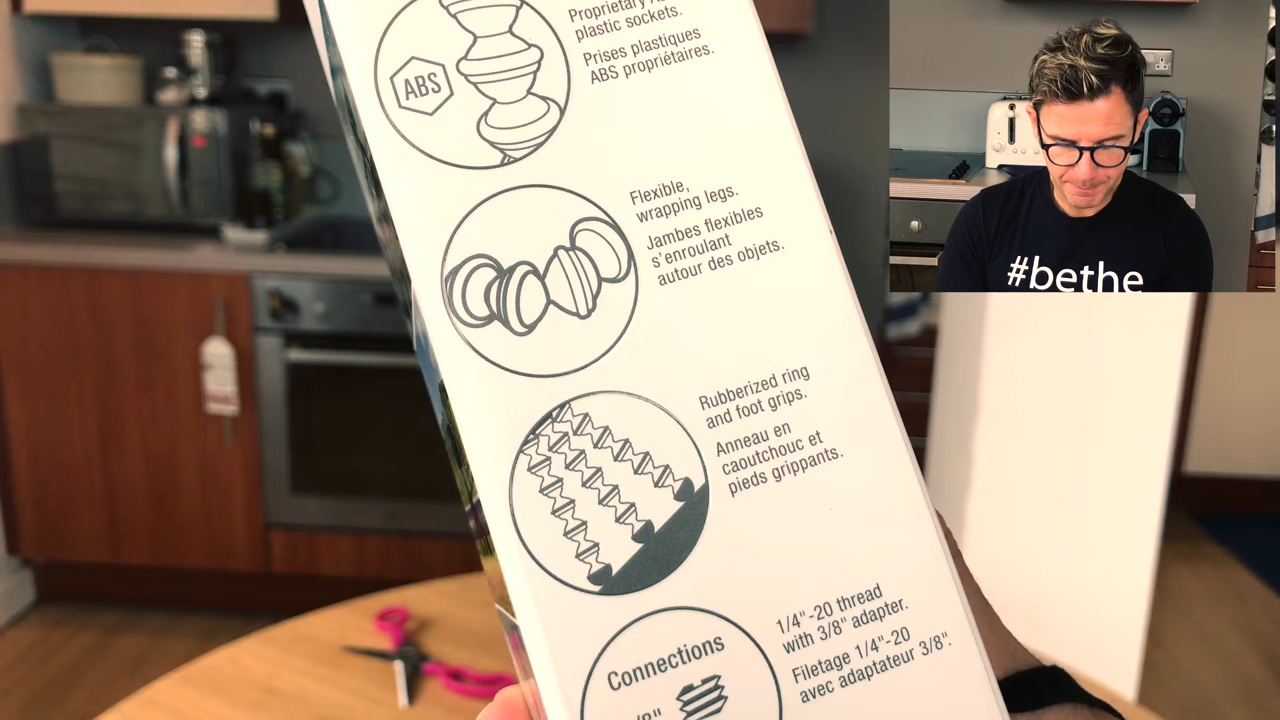 Proprietary
plastic sockets.
Prises plastiques
ABS propriétaires.
ABS
Flexible,
wrapping legs.
Jambes flexibles
s'enroulant
autour des objets.
Rubberized ring
and foot grips.
Anneau en
caoutchouc et
pieds grippants.
1/4"-20 thread
with 3/8" adapter.
Filetage 1/4"-20
avec adaptateur 3/8".
Connections
#bethe